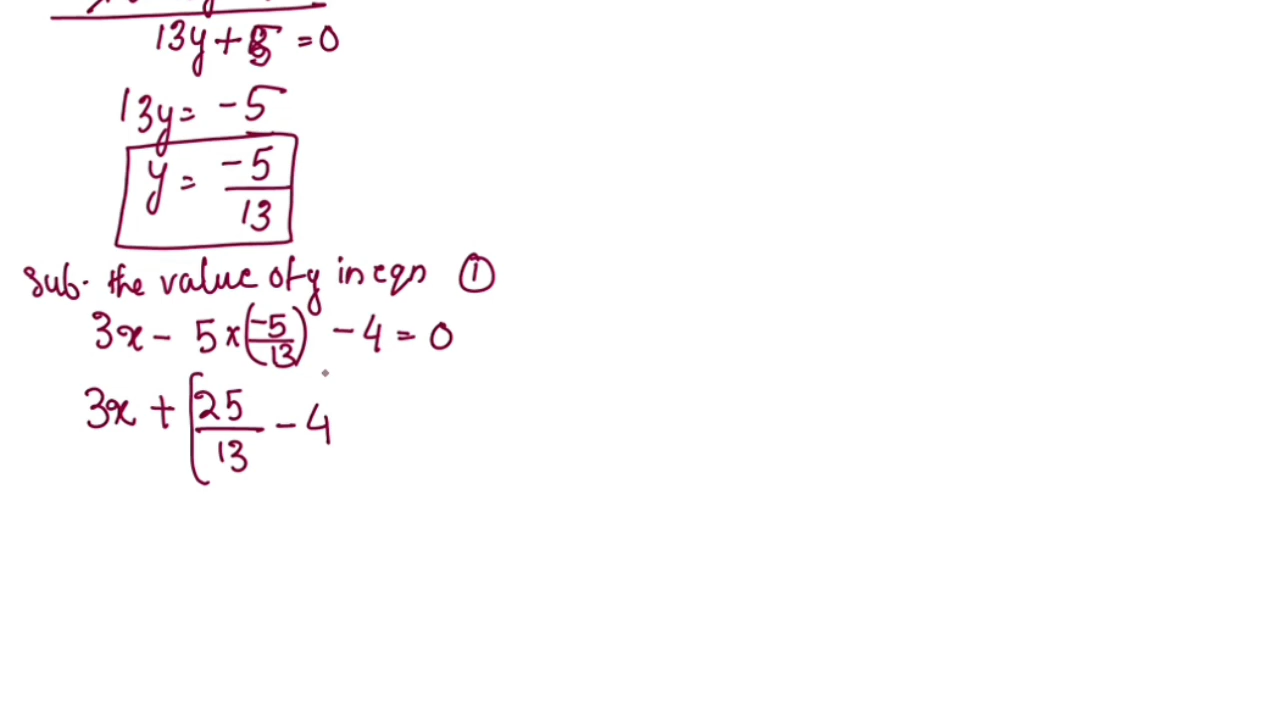 13y + 5 = 0
13y = -5
y = -5/13
Sub. the value of y in eqn ①
3x - 5 × (-5/13) - 4 = 0
3x + [25/13 - 4